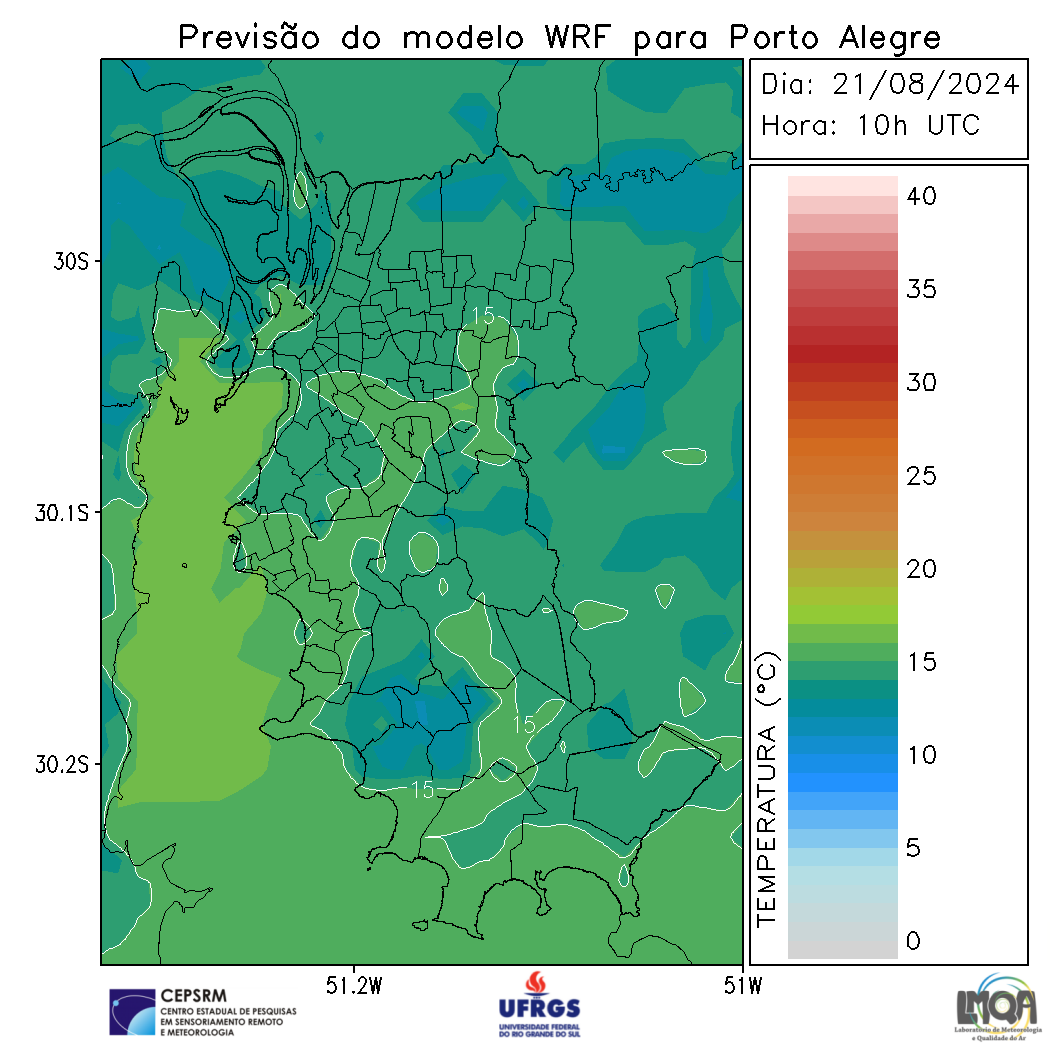 Previsão do modelo WRF para Porto Alegre
Dia: 21/08/2024
Hora: 10h UTC
40
35
30
25
20
15
10
5
0
TEMPERATURA (°C)
30S
30.1S
30.2S
15
15
15
51.2W
51W
CEPSRM
CENTRO ESTADUAL DE PESQUISAS
EM SENSORIAMENTO REMOTO
E METEOROLOGIA
UFRGS
UNIVERSIDADE FEDERAL
DO RIO GRANDE DO SUL
LMQA
Laboratório de Meteorologia
e Qualidade do Ar